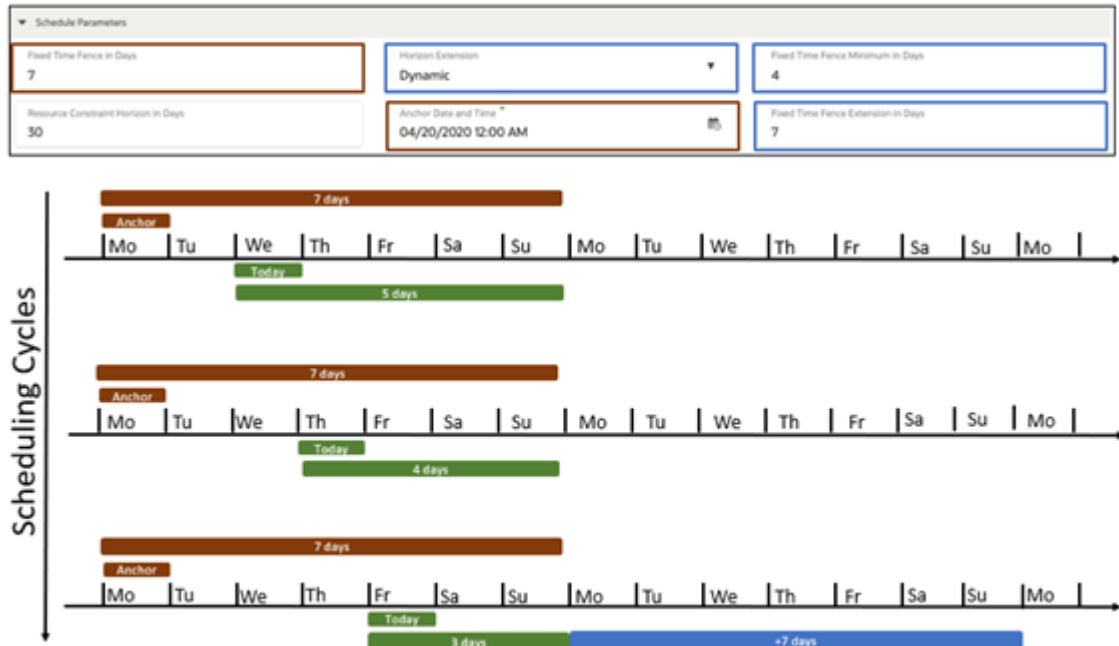 Schedule Parameters
Fixed Time Fence in Days
7
Horizon Extension
Dynamic
Fixed Time Fence Minimum in Days
4
Resource Constraint Horizon in Days
30
Anchor Date and Time *
04/20/2020 12:00 AM
Fixed Time Fence Extension in Days
7
Scheduling Cycles
7 days
Anchor
Mo Tu We Th Fr Sa Su Mo Tu We Th Fr Sa Su Mo
Today
5 days
7 days
Anchor
Mo Tu We Th Fr Sa Su Mo Tu We Th Fr Sa Su Mo
Today
4 days
7 days
Anchor
Mo Tu We Th Fr Sa Su Mo Tu We Th Fr Sa Su Mo
Today
3 days +7 days